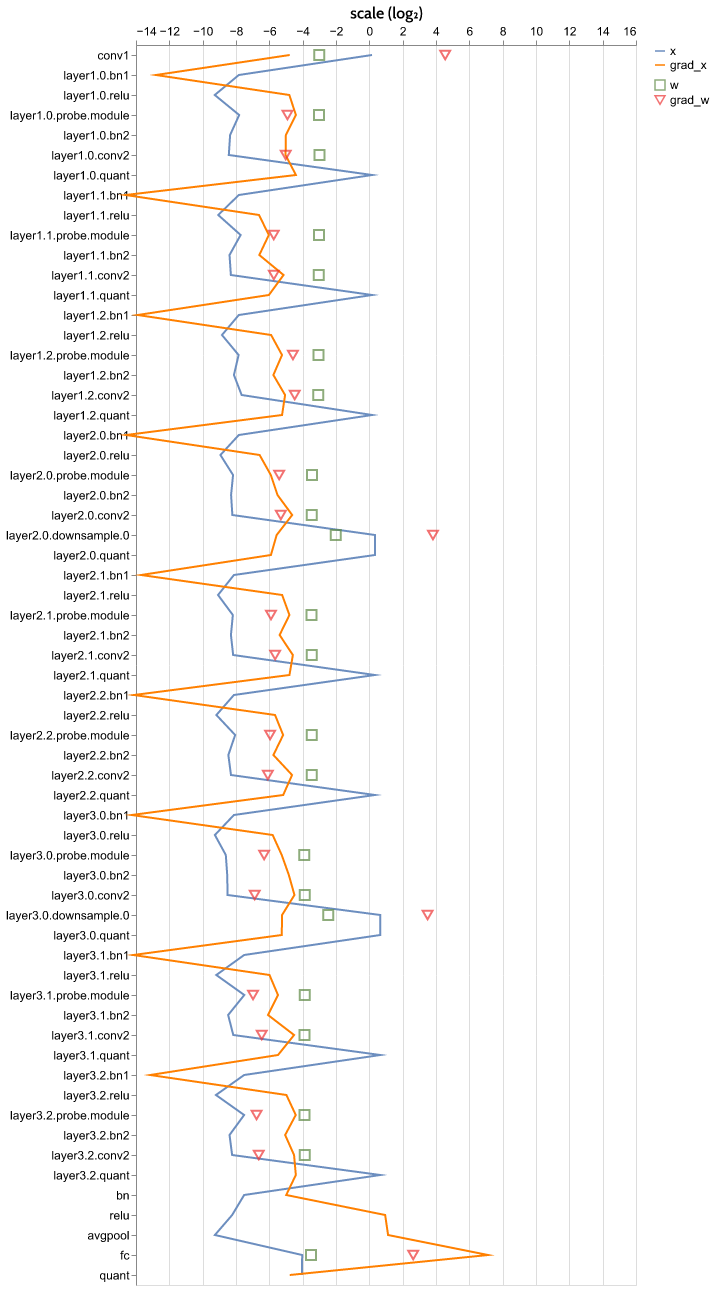 scale (log₂)
−14 −12 −10 −8 −6 −4 −2 0 2 4 6 8 10 12 14 16
x
grad_x
w
grad_w
conv1
layer1.0.bn1
layer1.0.relu
layer1.0.probe.module
layer1.0.bn2
layer1.0.conv2
layer1.0.quant
layer1.1.bn1
layer1.1.relu
layer1.1.probe.module
layer1.1.bn2
layer1.1.conv2
layer1.1.quant
layer1.2.bn1
layer1.2.relu
layer1.2.probe.module
layer1.2.bn2
layer1.2.conv2
layer1.2.quant
layer2.0.bn1
layer2.0.relu
layer2.0.probe.module
layer2.0.bn2
layer2.0.conv2
layer2.0.downsample.0
layer2.0.quant
layer2.1.bn1
layer2.1.relu
layer2.1.probe.module
layer2.1.bn2
layer2.1.conv2
layer2.1.quant
layer2.2.bn1
layer2.2.relu
layer2.2.probe.module
layer2.2.bn2
layer2.2.conv2
layer2.2.quant
layer3.0.bn1
layer3.0.relu
layer3.0.probe.module
layer3.0.bn2
layer3.0.conv2
layer3.0.downsample.0
layer3.0.quant
layer3.1.bn1
layer3.1.relu
layer3.1.probe.module
layer3.1.bn2
layer3.1.conv2
layer3.1.quant
layer3.2.bn1
layer3.2.relu
layer3.2.probe.module
layer3.2.bn2
layer3.2.conv2
layer3.2.quant
bn
relu
avgpool
fc
quant